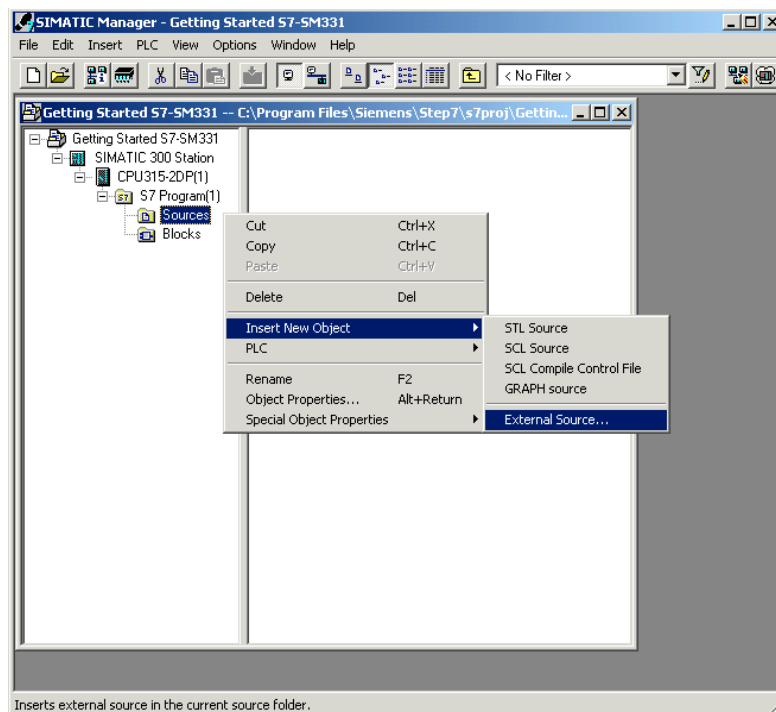 SIMATIC Manager - Getting Started S7-SM331
File Edit Insert PLC View Options Window Help
< No Filter >
Getting Started S7-SM331 -- C:\Program Files\Siemens\Step7\s7proj\Gettin...
Getting Started S7-SM331
SIMATIC 300 Station
CPU315-2DP(1)
S7 Program(1)
Sources
Blocks
Cut Ctrl+X
Copy Ctrl+C
Paste Ctrl+V
Delete Del
Insert New Object
PLC
Rename F2
Object Properties... Alt+Return
Special Object Properties
STL Source
SCL Source
SCL Compile Control File
GRAPH source
External Source...
Inserts external source in the current source folder.